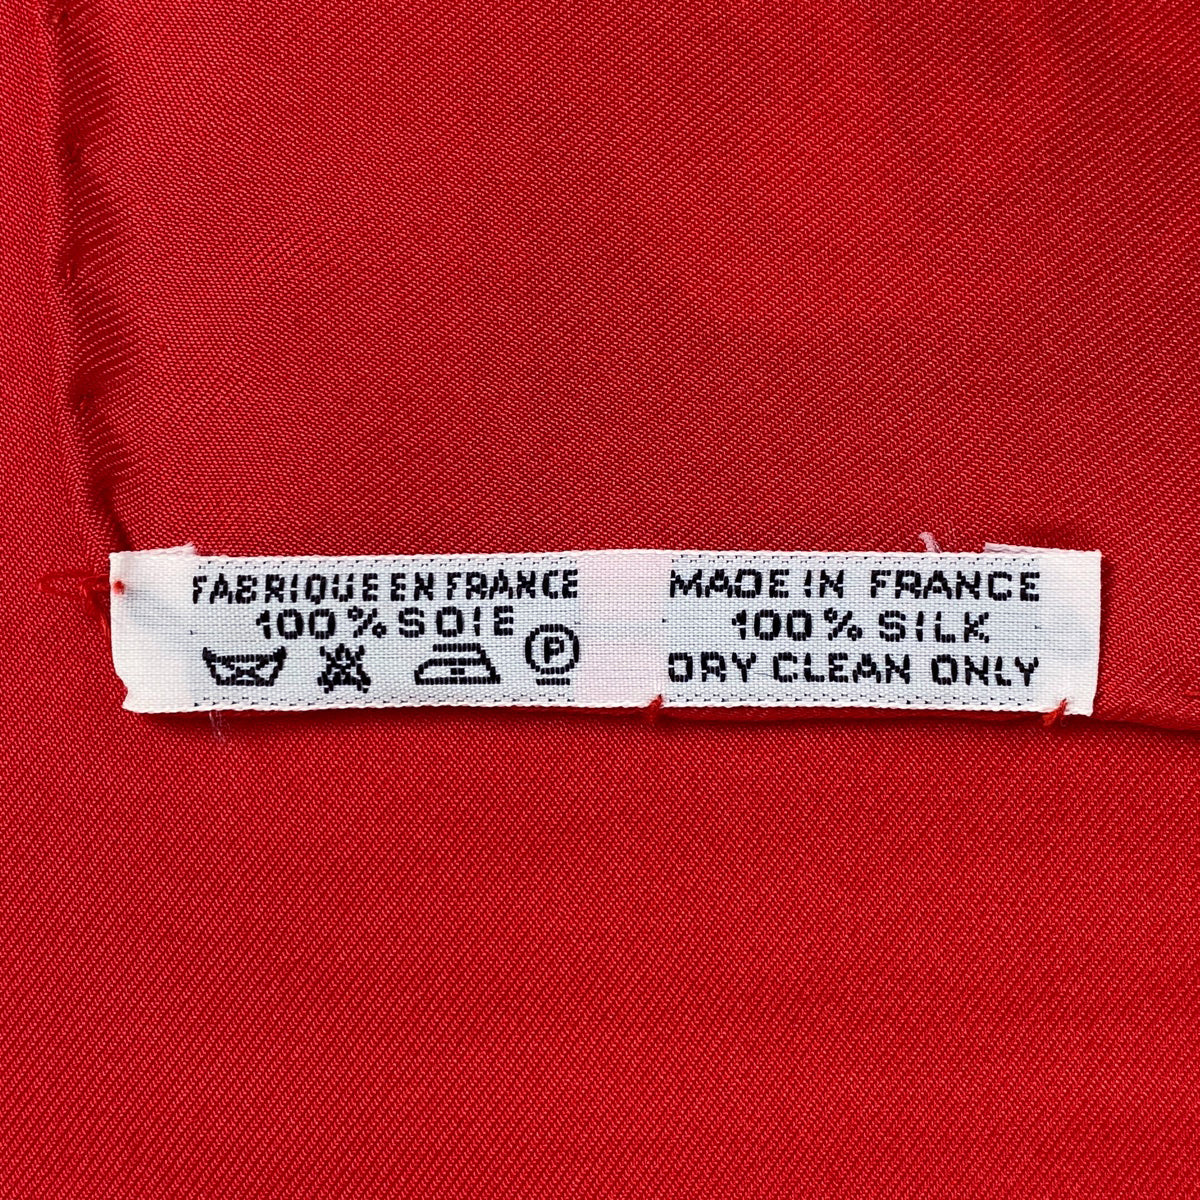 FABRIQUE EN FRANCE
100% SOIE
P
MADE IN FRANCE
100% SILK
DRY CLEAN ONLY